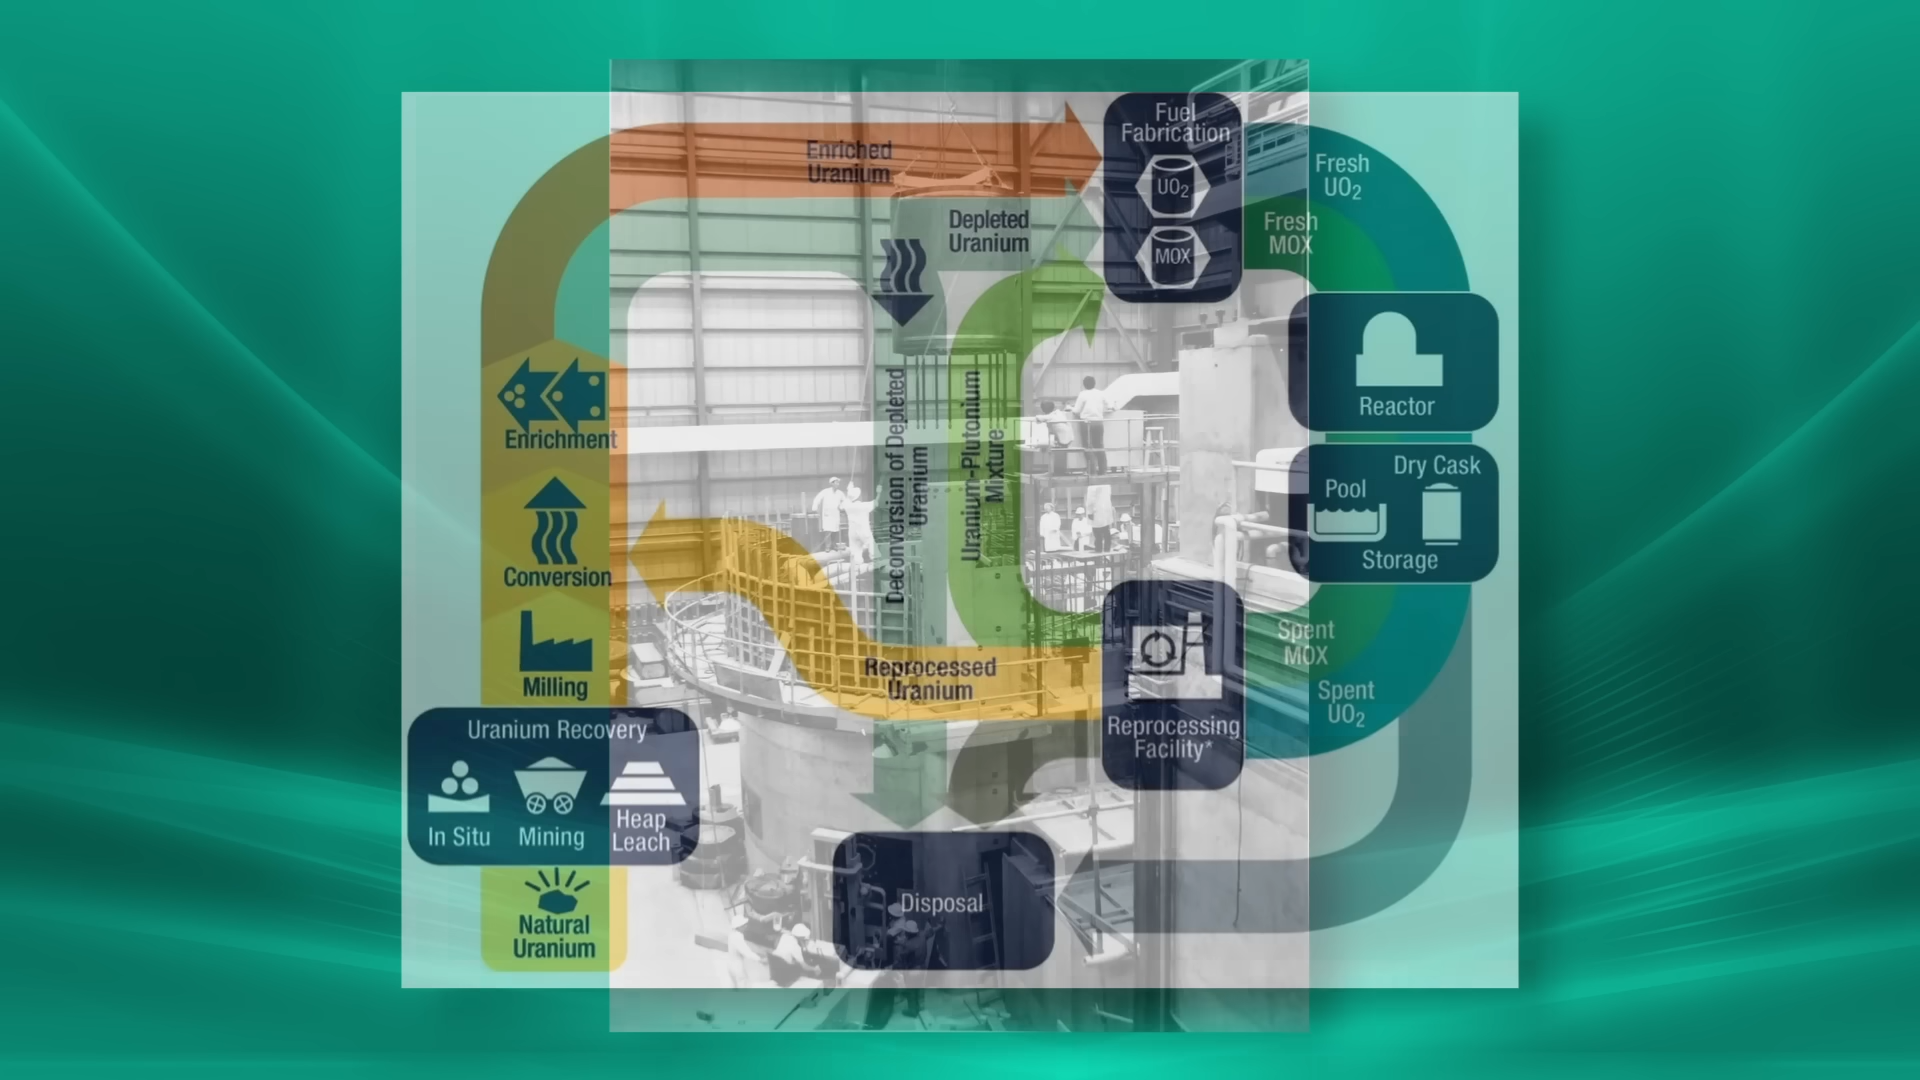 Enriched
Uranium
Fuel
Fabrication
UO₂
MOX
Fresh
UO₂
Fresh
MOX
Depleted
Uranium
Reactor
Enrichment
Deconversion of Depleted
Uranium
Uranium-Plutonium
Mixture
Dry Cask
Pool
Storage
Conversion
Milling
Reprocessed
Uranium
Spent
MOX
Spent
UO₂
Uranium Recovery
In Situ
Mining
Heap
Leach
Reprocessing
Facility*
Disposal
Natural
Uranium